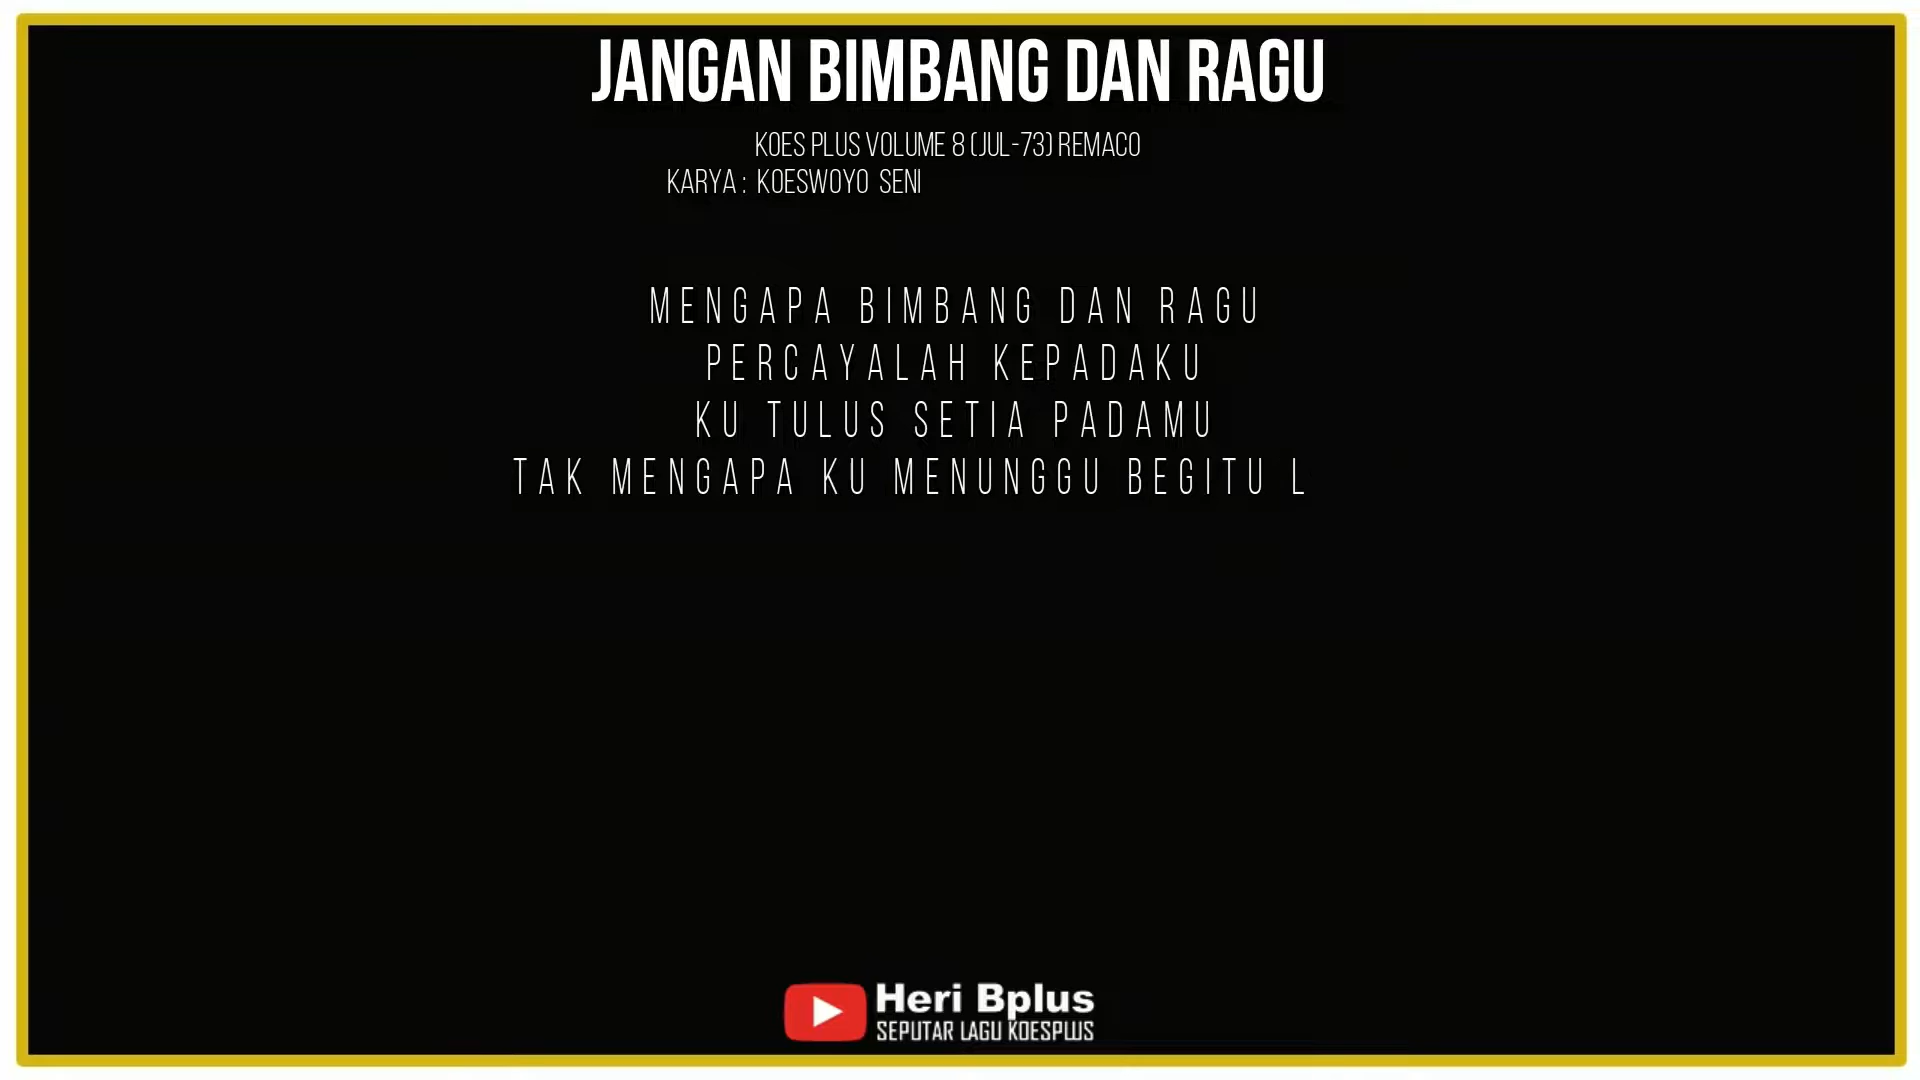 JANGAN BIMBANG DAN RAGU
KOES PLUS VOLUME 8 (JUL-73) REMACO
KARYA : KOESWOYO SENI
MENGAPA BIMBANG DAN RAGU
PERCAYALAH KEPADAKU
KU TULUS SETIA PADAMU
TAK MENGAPA KU MENUNGGU BEGITU L
Heri Bplus
SEPUTAR LAGU KOESPLUS